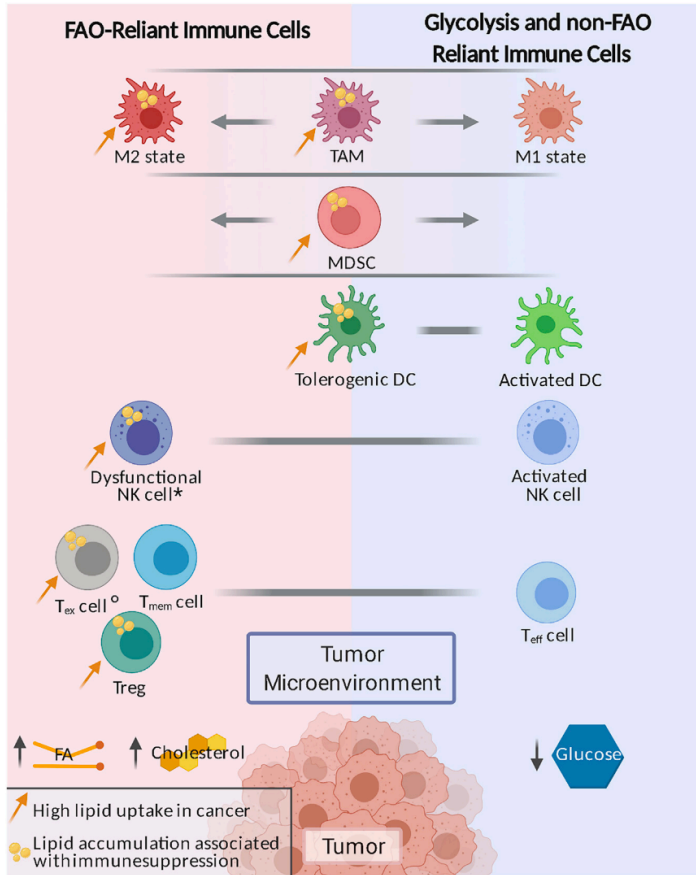 FAO-Reliant Immune Cells
Glycolysis and non-FAO
Reliant Immune Cells
M2 state
TAM
M1 state
MDSC
Tolerogenic DC
Activated DC
Dysfunctional
NK cell*
Activated
NK cell
Tex cell°
Tmem cell
Teff cell
Treg
Tumor
Microenvironment
FA
Cholesterol
Glucose
High lipid uptake in cancer
Lipid accumulation associated
withimmunesuppression
Tumor